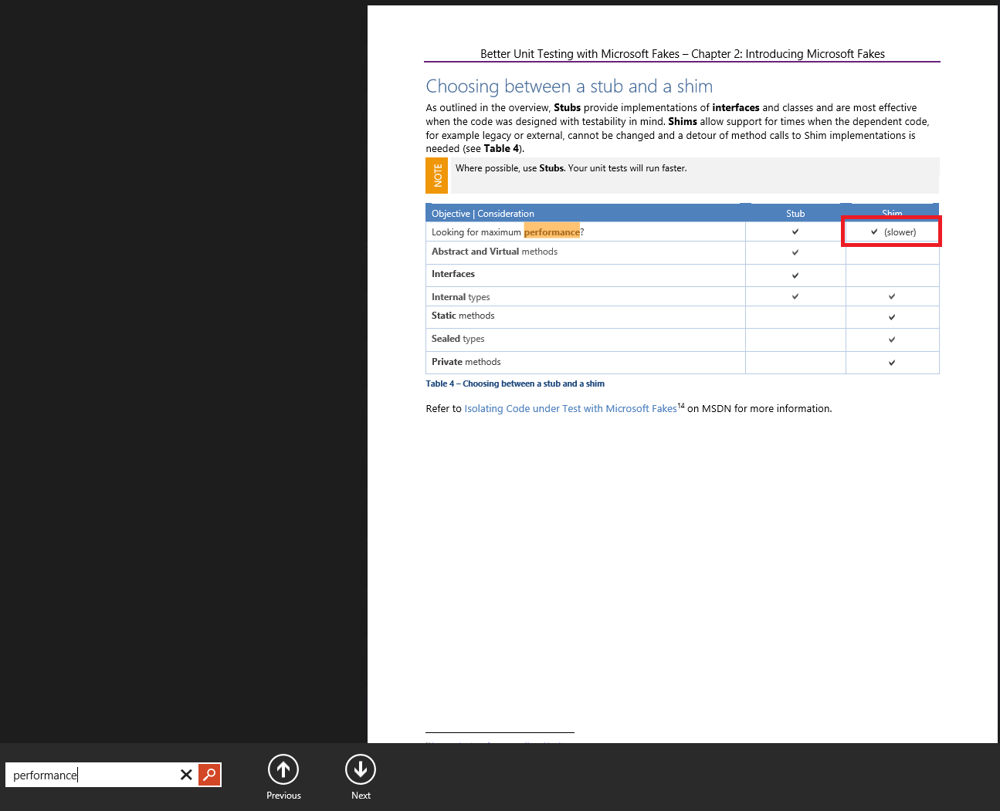 Better Unit Testing with Microsoft Fakes – Chapter 2: Introducing Microsoft Fakes
Choosing between a stub and a shim
As outlined in the overview, Stubs provide implementations of interfaces and classes and are most effective
when the code was designed with testability in mind. Shims allow support for times when the dependent code,
for example legacy or external, cannot be changed and a detour of method calls to Shim implementations is
needed (see Table 4).
NOTE
Where possible, use Stubs. Your unit tests will run faster.
Objective | Consideration Stub Shim
Looking for maximum performance? ✔ ✔ (slower)
Abstract and Virtual methods ✔
Interfaces ✔
Internal types ✔ ✔
Static methods ✔
Sealed types ✔
Private methods ✔
Table 4 – Choosing between a stub and a shim
Refer to Isolating Code under Test with Microsoft Fakes14 on MSDN for more information.
performance
Previous Next